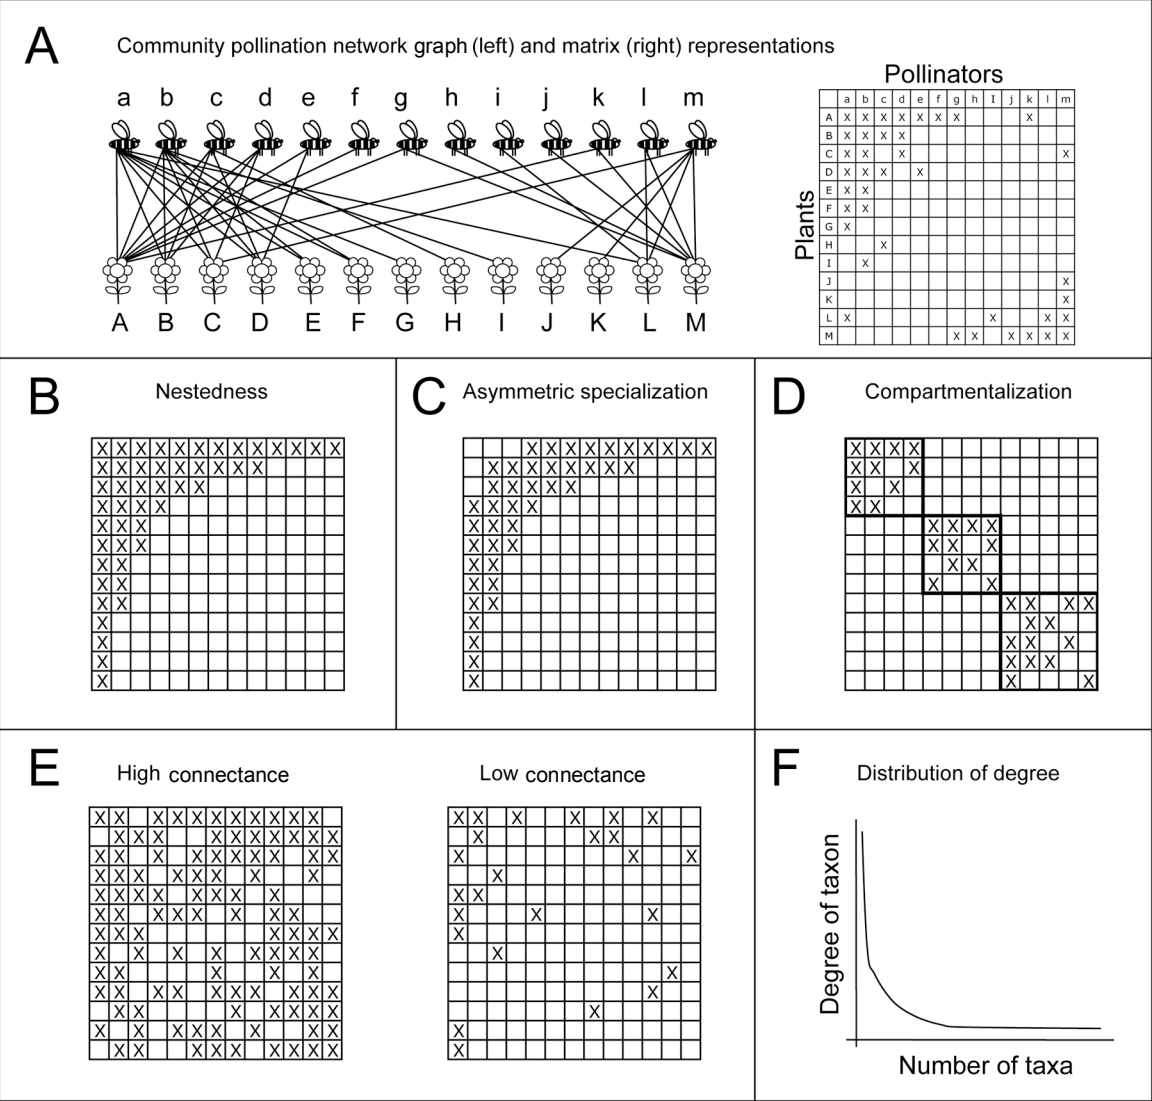 A
Community pollination network graph (left) and matrix (right) representations
a b c d e f g h i j k l m
A B C D E F G H I J K L M
Pollinators
Plants
a b c d e f g h I j k l m
A X X X X X X X X
B X X X X
C X X X X
D X X X X
E X X
F X X
G X
H X
I X
J X
K X
L X X X X
M X X X X X X
B
Nestedness
X X X X X X X X X X X X X
X X X X X X X X X
X X X X X X
X X X X
X X X
X X X
X X
X X
X X
X
X
X
X
C
Asymmetric specialization
X X X X X X X X X X
X X X X X X X X
X X X X X
X X X X
X X X
X X X
X X
X X
X X
X
X
X
X
D
Compartmentalization
X X X X
X X X
X X
X X
X X X X
X X X
X X
X X
X X X X
X X
X X X
X X X
X X
E
High connectance
X X X X X X X X X X X
X X X X X X X X X X
X X X X X X X X X X
X X X X X X X X
X X X X X X X X
X X X X X X X X
X X X X X X X
X X X X X X X X
X X X X X
X X X X X X X X X X
X X X X X X X
X X X X X X X X
X X X X X X X X X
Low connectance
X X X X X X
X X X
X X X
X
X X
X X X
X
X
X
X
X
X
X
F
Distribution of degree
Degree of taxon
Number of taxa